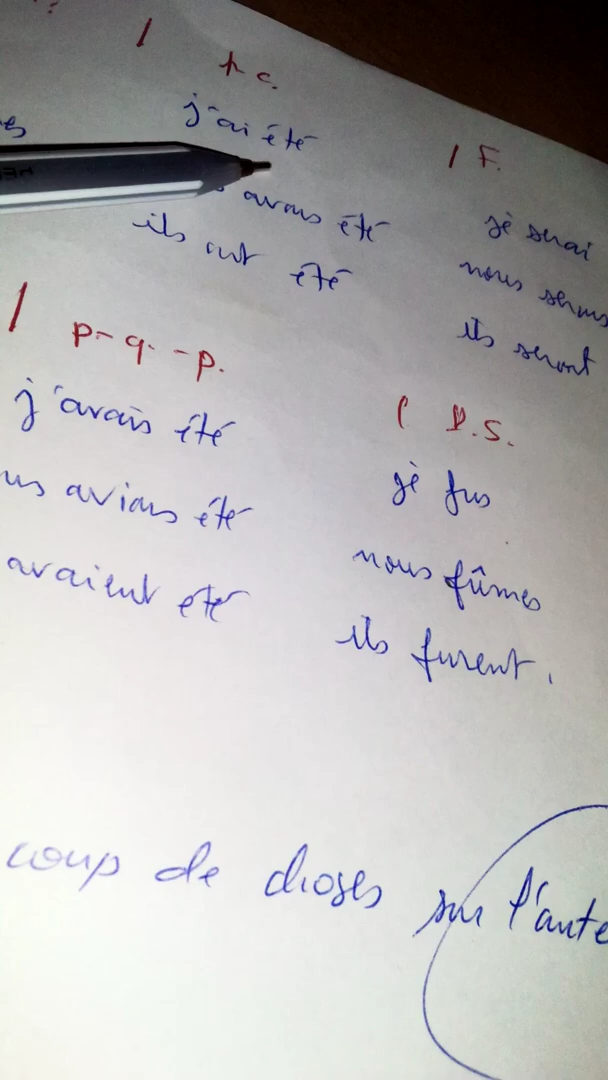 p c.
j'ai été
avons été
ils ont été
F.
je serai
nous serons
ils seront
p-q.-p.
j'avais été
us avions été
avaient été
P.S.
je fus
nous fûmes
ils furent.
coup de choses sur l'aute